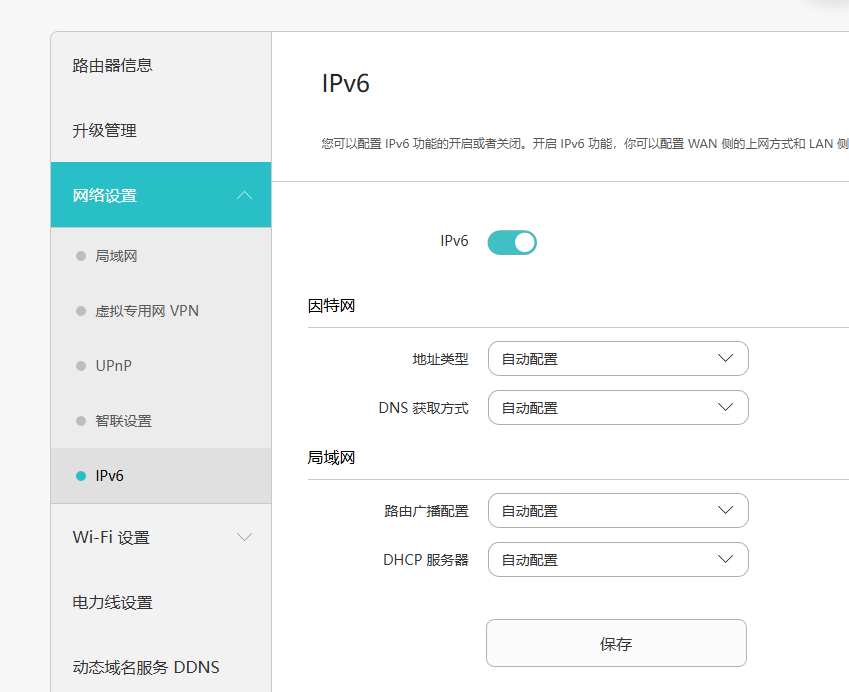 路由器信息
升级管理
网络设置
局域网
虚拟专用网 VPN
UPnP
智联设置
IPv6
Wi-Fi 设置
电力线设置
动态域名服务 DDNS
IPv6
您可以配置 IPv6 功能的开启或者关闭。开启 IPv6 功能，你可以配置 WAN 侧的上网方式和 LAN 侧
IPv6
因特网
地址类型 自动配置
DNS 获取方式 自动配置
局域网
路由广播配置 自动配置
DHCP 服务器 自动配置
保存